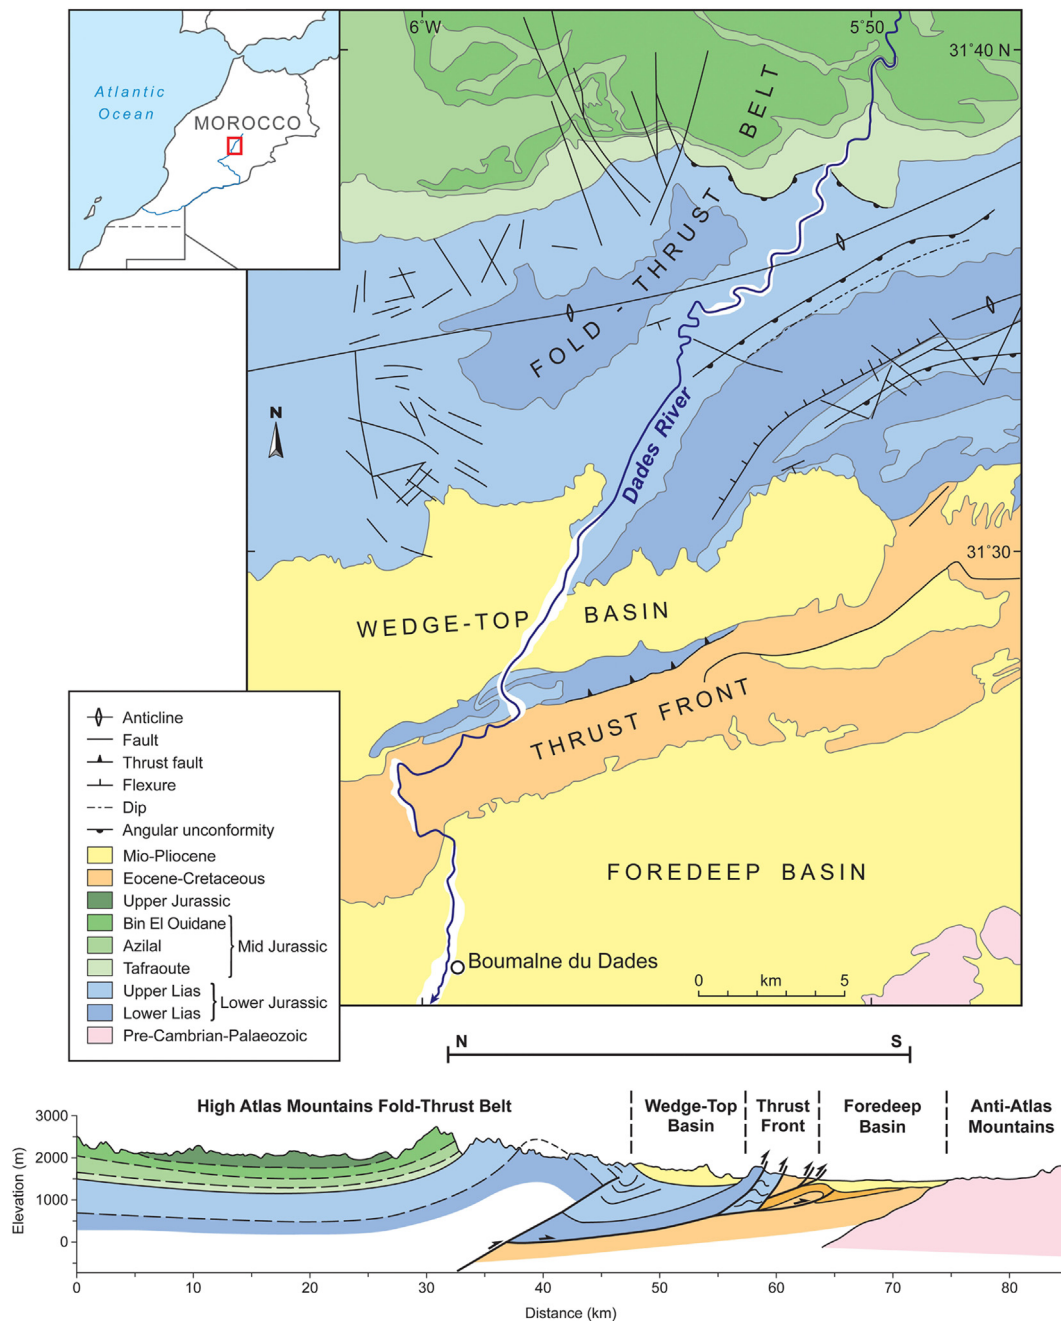 Atlantic
Ocean
MOROCCO
6°W
5°50
31°40 N
BELT
FOLD - THRUST
Dades River
N
31°30
WEDGE-TOP BASIN
THRUST FRONT
FOREDEEP BASIN
Boumalne du Dades
0 km 5
Anticline
Fault
Thrust fault
Flexure
Dip
Angular unconformity
Mio-Pliocene
Eocene-Cretaceous
Upper Jurassic
Bin El Ouidane
Azilal
Mid Jurassic
Tafraoute
Upper Lias
Lower Jurassic
Lower Lias
Pre-Cambrian-Palaeozoic
N S
High Atlas Mountains Fold-Thrust Belt
Wedge-Top
Basin
Thrust
Front
Foredeep
Basin
Anti-Atlas
Mountains
Elevation (m)
3000
2000
1000
0
0 10 20 30 40 50 60 70 80
Distance (km)